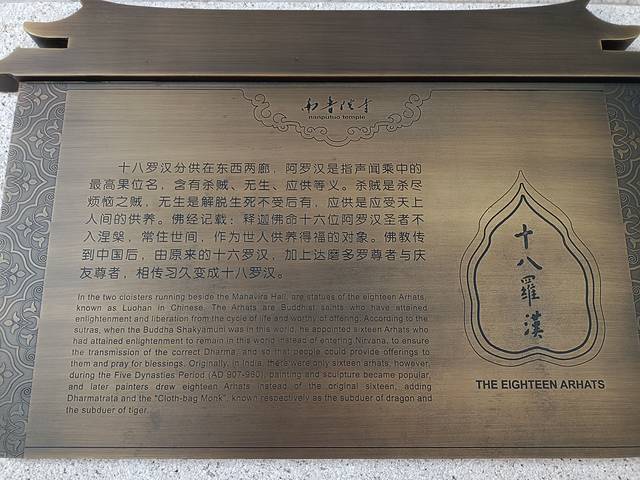 南普陀寺
nanputuo temple
十八罗汉分供在东西两廊，阿罗汉是指声闻乘中的
最高果位名，含有杀贼、无生、应供等义。杀贼是杀尽
烦恼之贼，无生是解脱生死不受后有，应供是应受天上
人间的供养。佛经记载：释迦佛命十六位阿罗汉圣者不
入涅槃，常住世间，作为世人供养得福的对象。佛教传
到中国后，由原来的十六罗汉，加上达磨多罗尊者与庆
友尊者，相传习久变成十八罗汉。
In the two cloisters running beside the Mahavira Hall, are statues of the eighteen Arhats,
known as Luohan in Chinese. The Arhats are Buddhist saints who have attained
enlightenment and liberation from the cycle of life and worthy of offering. According to the
sutras, when the Buddha Shakyamuni was in this world, he appointed sixteen Arhats who
had attained enlightenment to remain in this world instead of entering Nirvana, to ensure
the transmission of the correct Dharma, and so that people could provide offerings to
them and pray for blessings. Originally, in India, there were only sixteen arhats, however,
during the Five Dynasties Period (AD 907-960), painting and sculpture became popular,
and later painters drew eighteen Arhats instead of the original sixteen, adding
Dharmatrata and the "Cloth-bag Monk", known respectively as the subduer of dragon and
the subduer of tiger.
十八羅漢
THE EIGHTEEN ARHATS